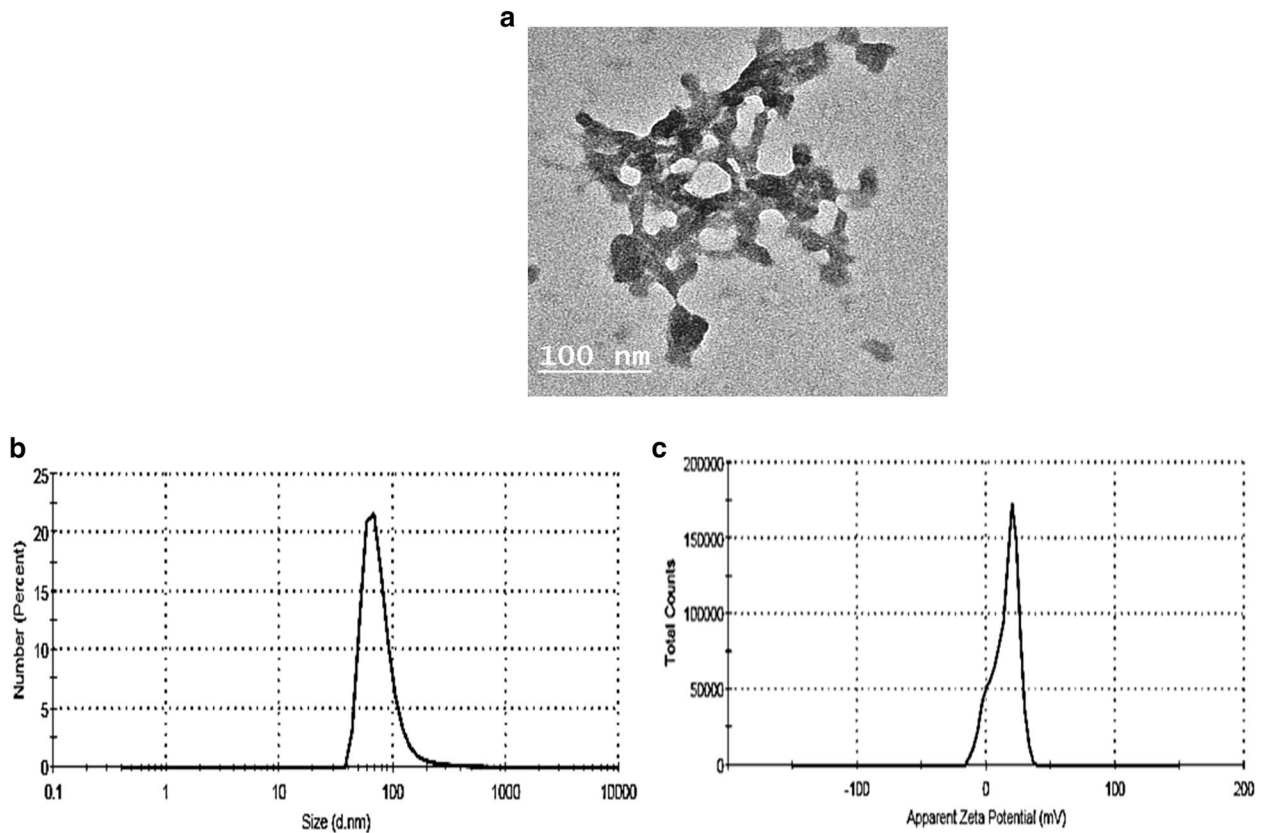 a
100 nm
b
25
20
15
10
5
0
0.1 1 10 100 1000 10000
Number (Percent)
Size (d.nm)
c
200000
150000
100000
50000
0
-100 0 100 200
Total Counts
Apparent Zeta Potential (mV)